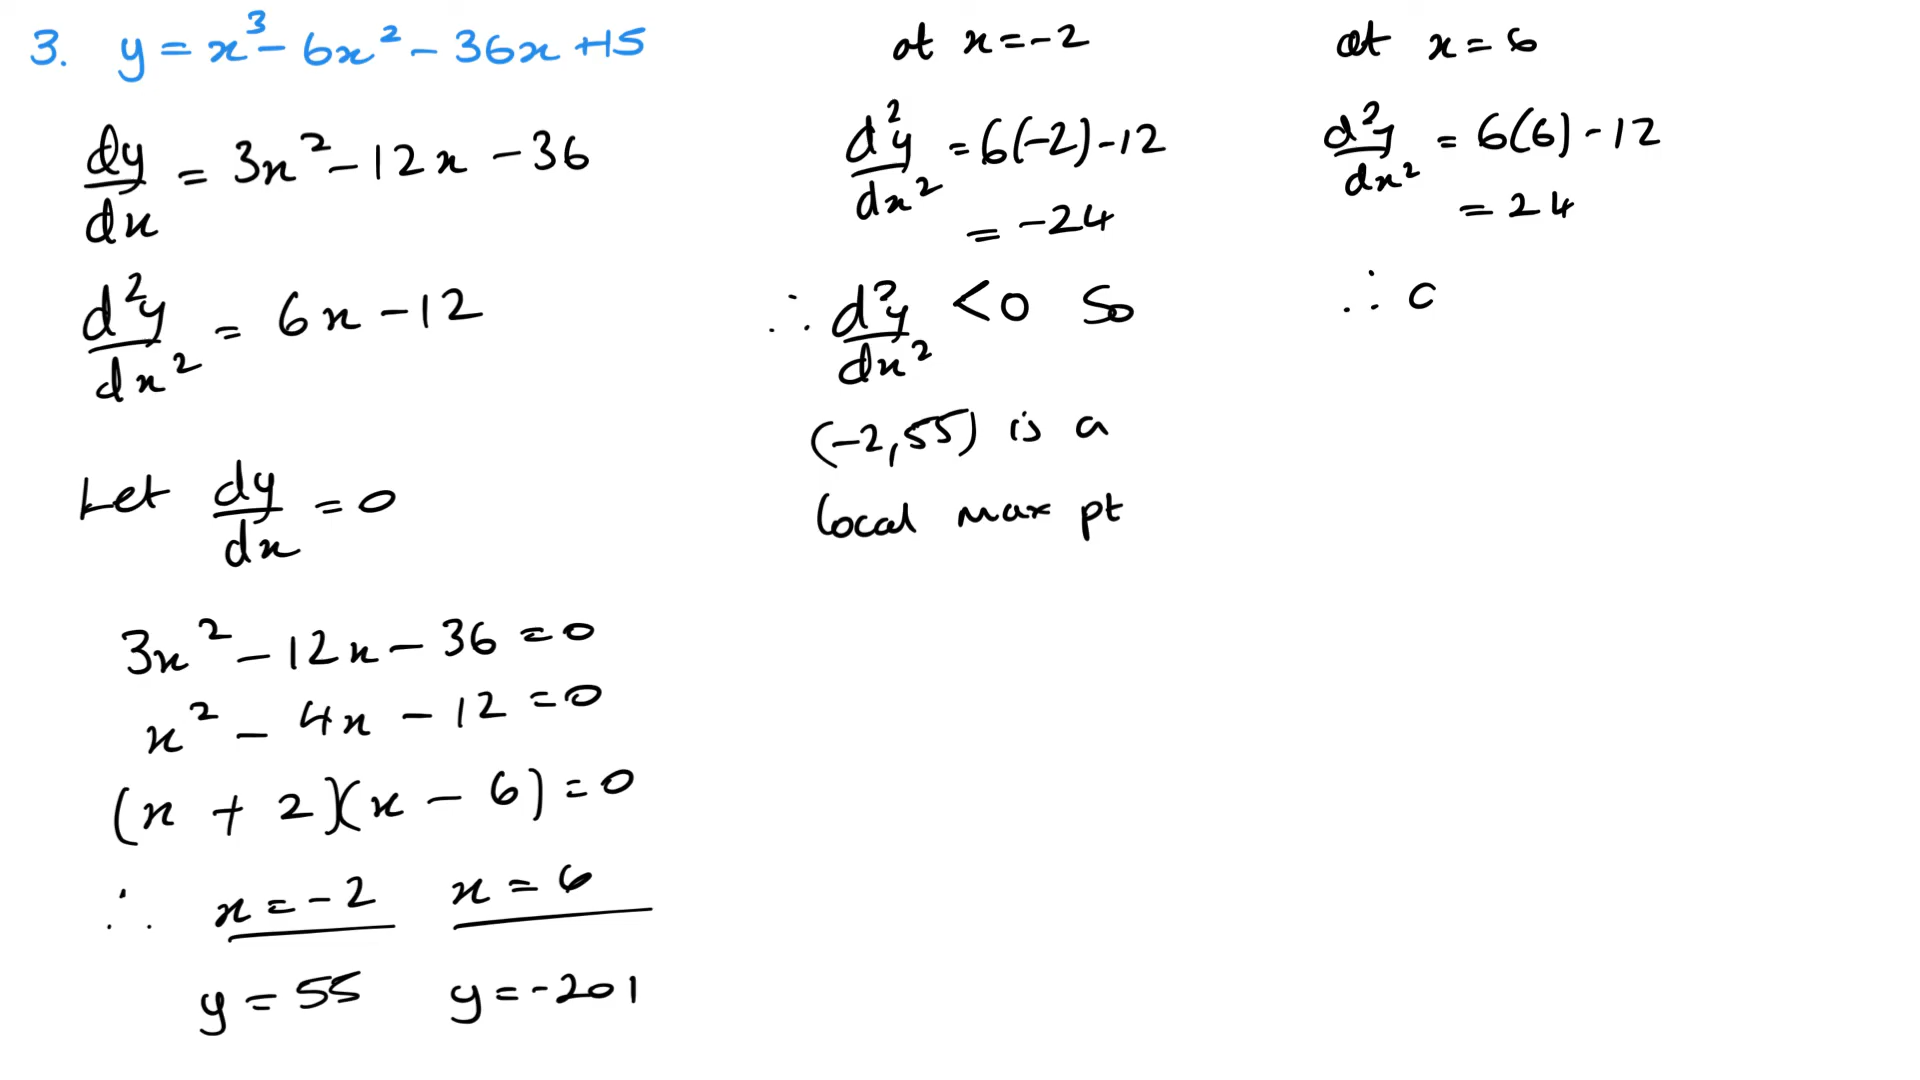 3. y = x³ - 6x² - 36x + 15
dy/dx = 3x² - 12x - 36
d²y/dx² = 6x - 12
Let dy/dx = 0
3x² - 12x - 36 = 0
x² - 4x - 12 = 0
(x + 2)(x - 6) = 0
∴ x = -2 x = 6
y = 55 y = -201
at x = -2
d²y/dx² = 6(-2) - 12
= -24
∴ d²y/dx² < 0 So
(-2, 55) is a
local max pt
at x = 6
d²y/dx² = 6(6) - 12
= 24
∴ c